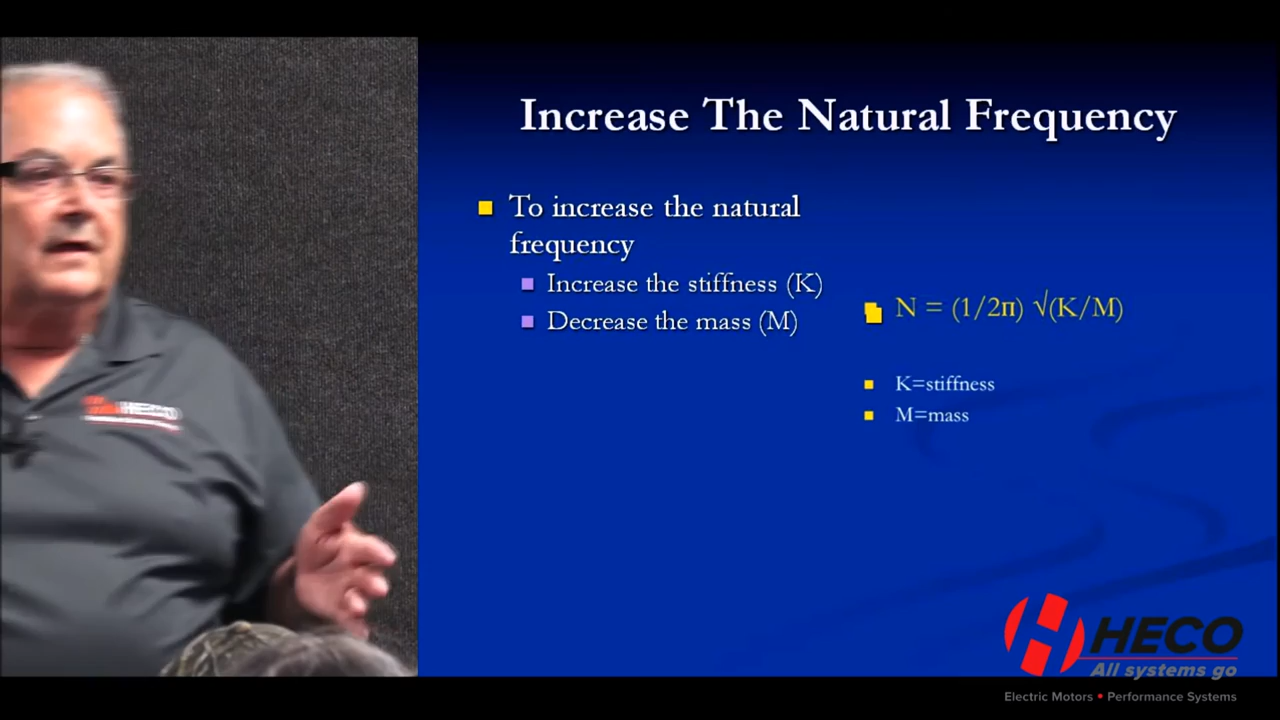 Increase The Natural Frequency
To increase the natural
frequency
Increase the stiffness (K)
Decrease the mass (M)
N = (1/2π) √(K/M)
K=stiffness
M=mass
HECO
HECO
All systems go
Electric Motors • Performance Systems